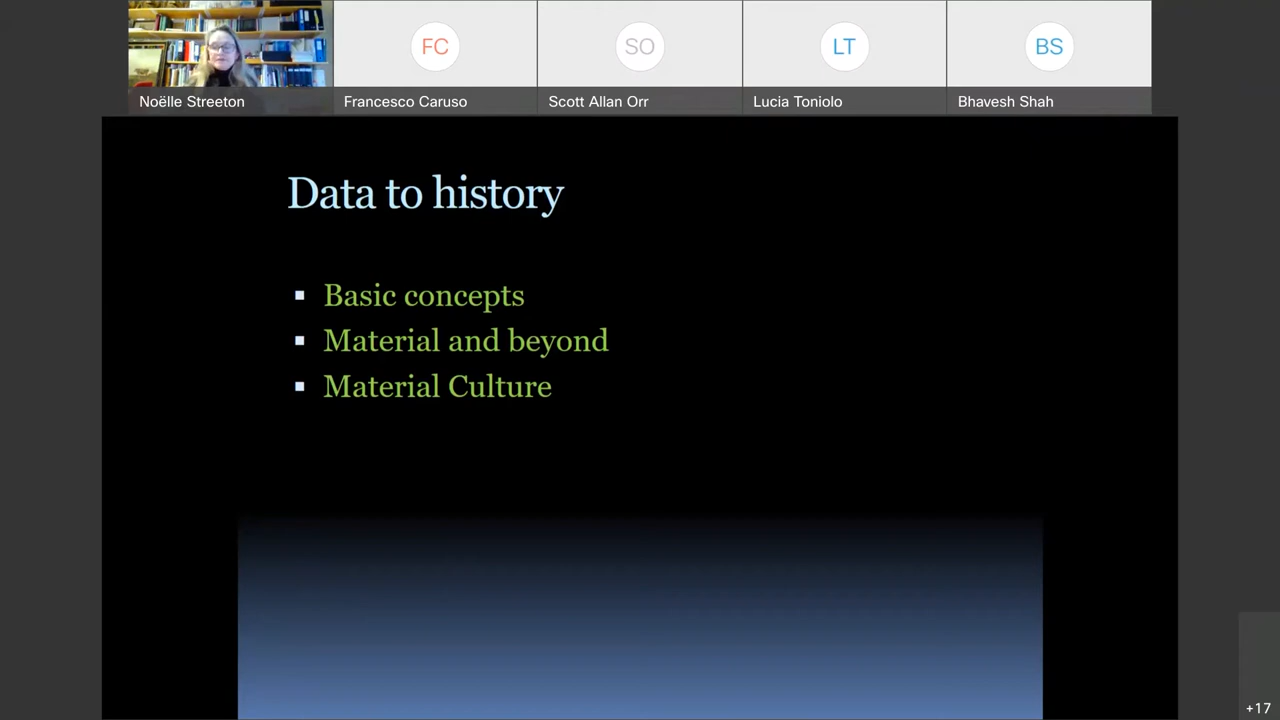 FC
SO
LT
BS
Noëlle Streeton
Francesco Caruso
Scott Allan Orr
Lucia Toniolo
Bhavesh Shah
Data to history
Basic concepts
Material and beyond
Material Culture
+17